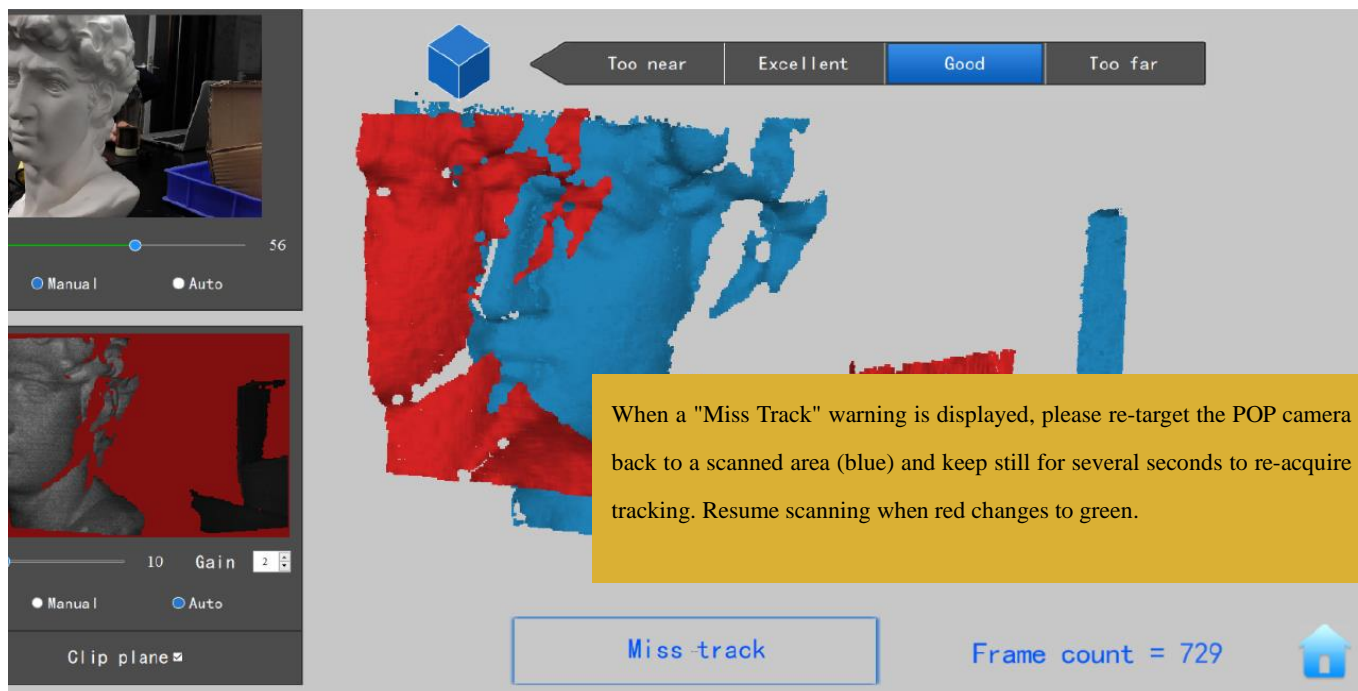 Too near Excellent Good Too far
56
Manual Auto
When a "Miss Track" warning is displayed, please re-target the POP camera
back to a scanned area (blue) and keep still for several seconds to re-acquire
tracking. Resume scanning when red changes to green.
10 Gain 2
Manual Auto
Clip plane
Miss track
Frame count = 729